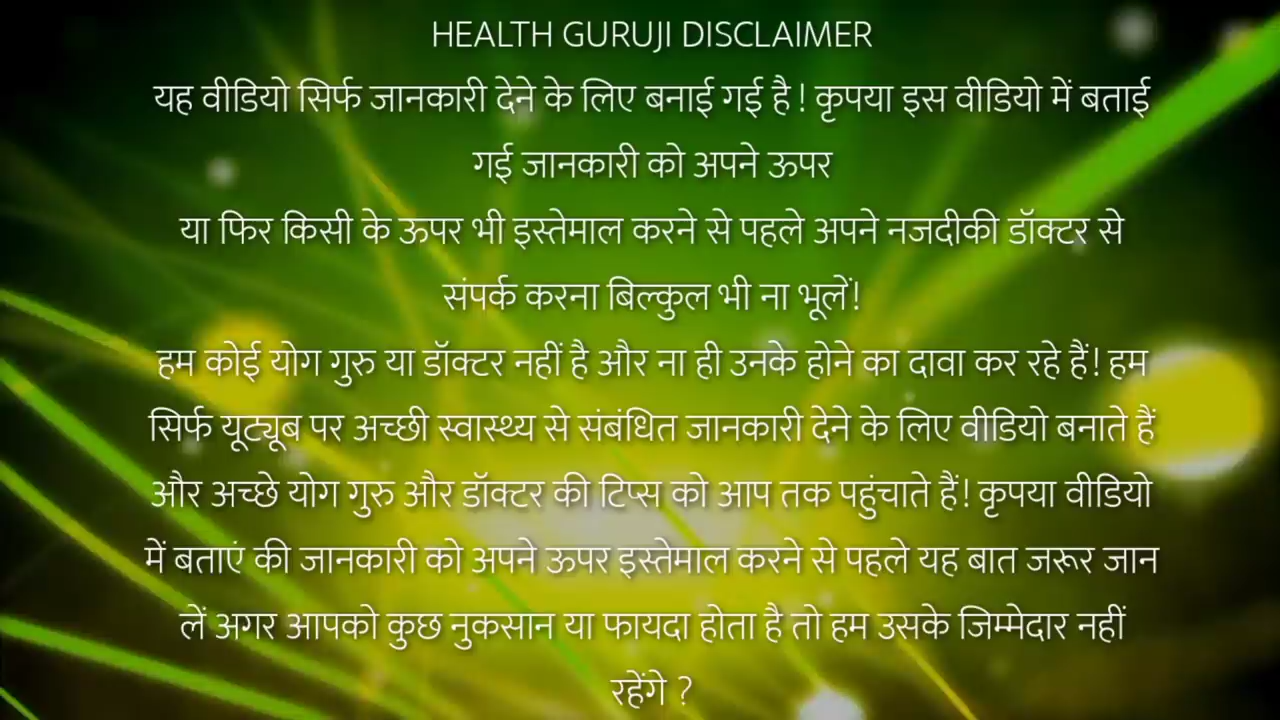 HEALTH GURUJI DISCLAIMER
यह वीडियो सिर्फ जानकारी देने के लिए बनाई गई है ! कृपया इस वीडियो में बताई
गई जानकारी को अपने ऊपर
या फिर किसी के ऊपर भी इस्तेमाल करने से पहले अपने नजदीकी डॉक्टर से
संपर्क करना बिल्कुल भी ना भूलें!
हम कोई योग गुरु या डॉक्टर नहीं है और ना ही उनके होने का दावा कर रहे हैं! हम
सिर्फ यूट्यूब पर अच्छी स्वास्थ्य से संबंधित जानकारी देने के लिए वीडियो बनाते हैं
और अच्छे योग गुरु और डॉक्टर की टिप्स को आप तक पहुंचाते हैं! कृपया वीडियो
में बताएं की जानकारी को अपने ऊपर इस्तेमाल करने से पहले यह बात जरूर जान
लें अगर आपको कुछ नुकसान या फायदा होता है तो हम उसके जिम्मेदार नहीं
रहेंगे ?